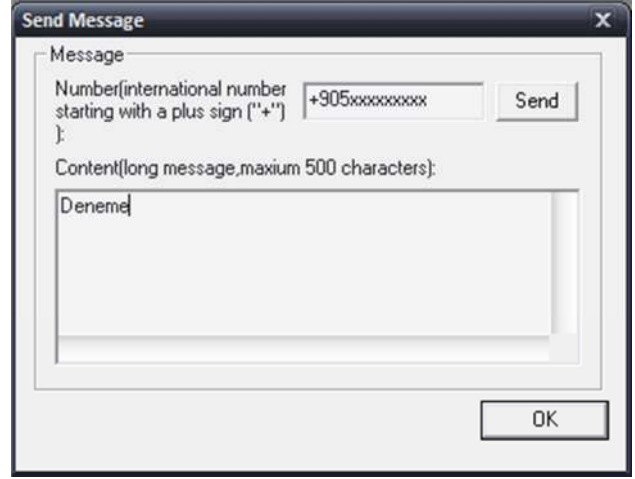 Send Message
X
Message
Number(international number
starting with a plus sign ("+")
):
+905xxxxxxxxx
Send
Content(long message,maxium 500 characters):
Deneme
OK